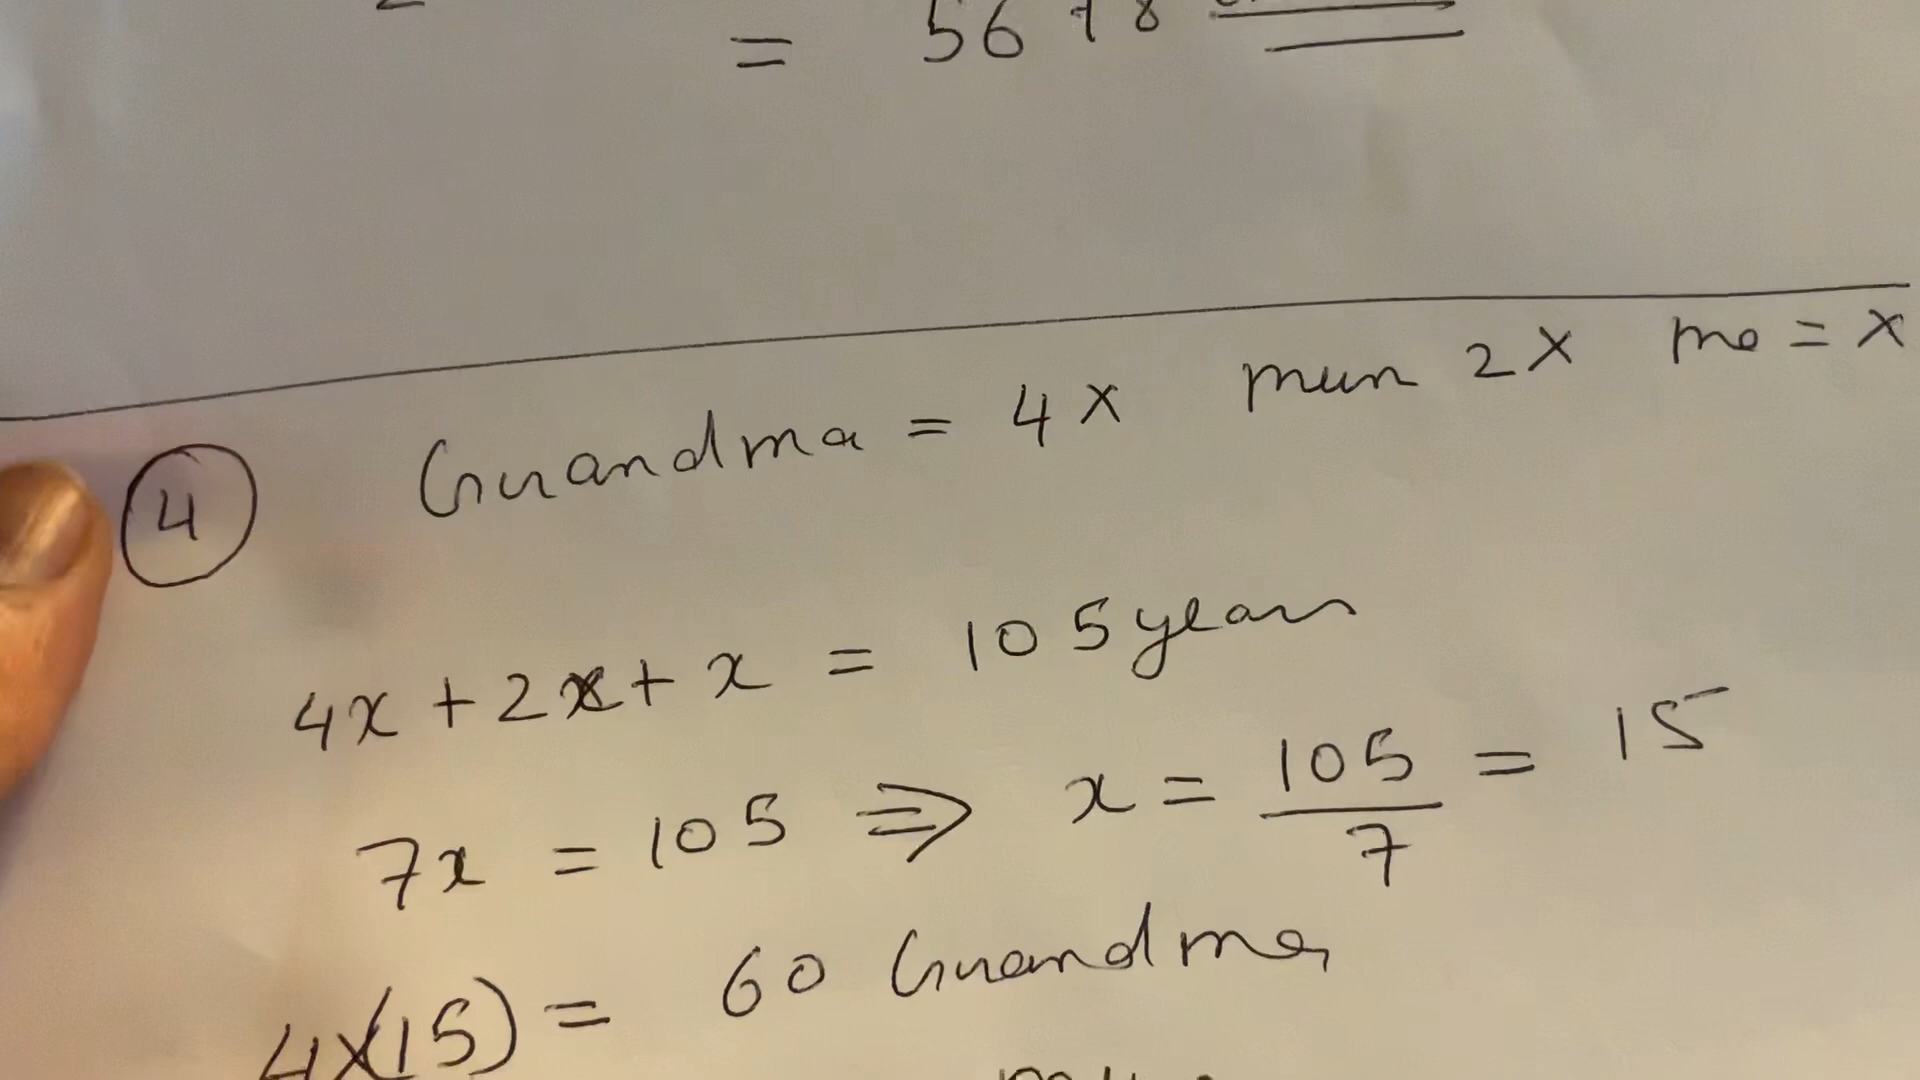 = 5678
4 Grandma = 4x mum 2x me = x
4x + 2x + x = 105 years
7x = 105 ⇒ x = 105/7 = 15
4x(15) = 60 Grandma